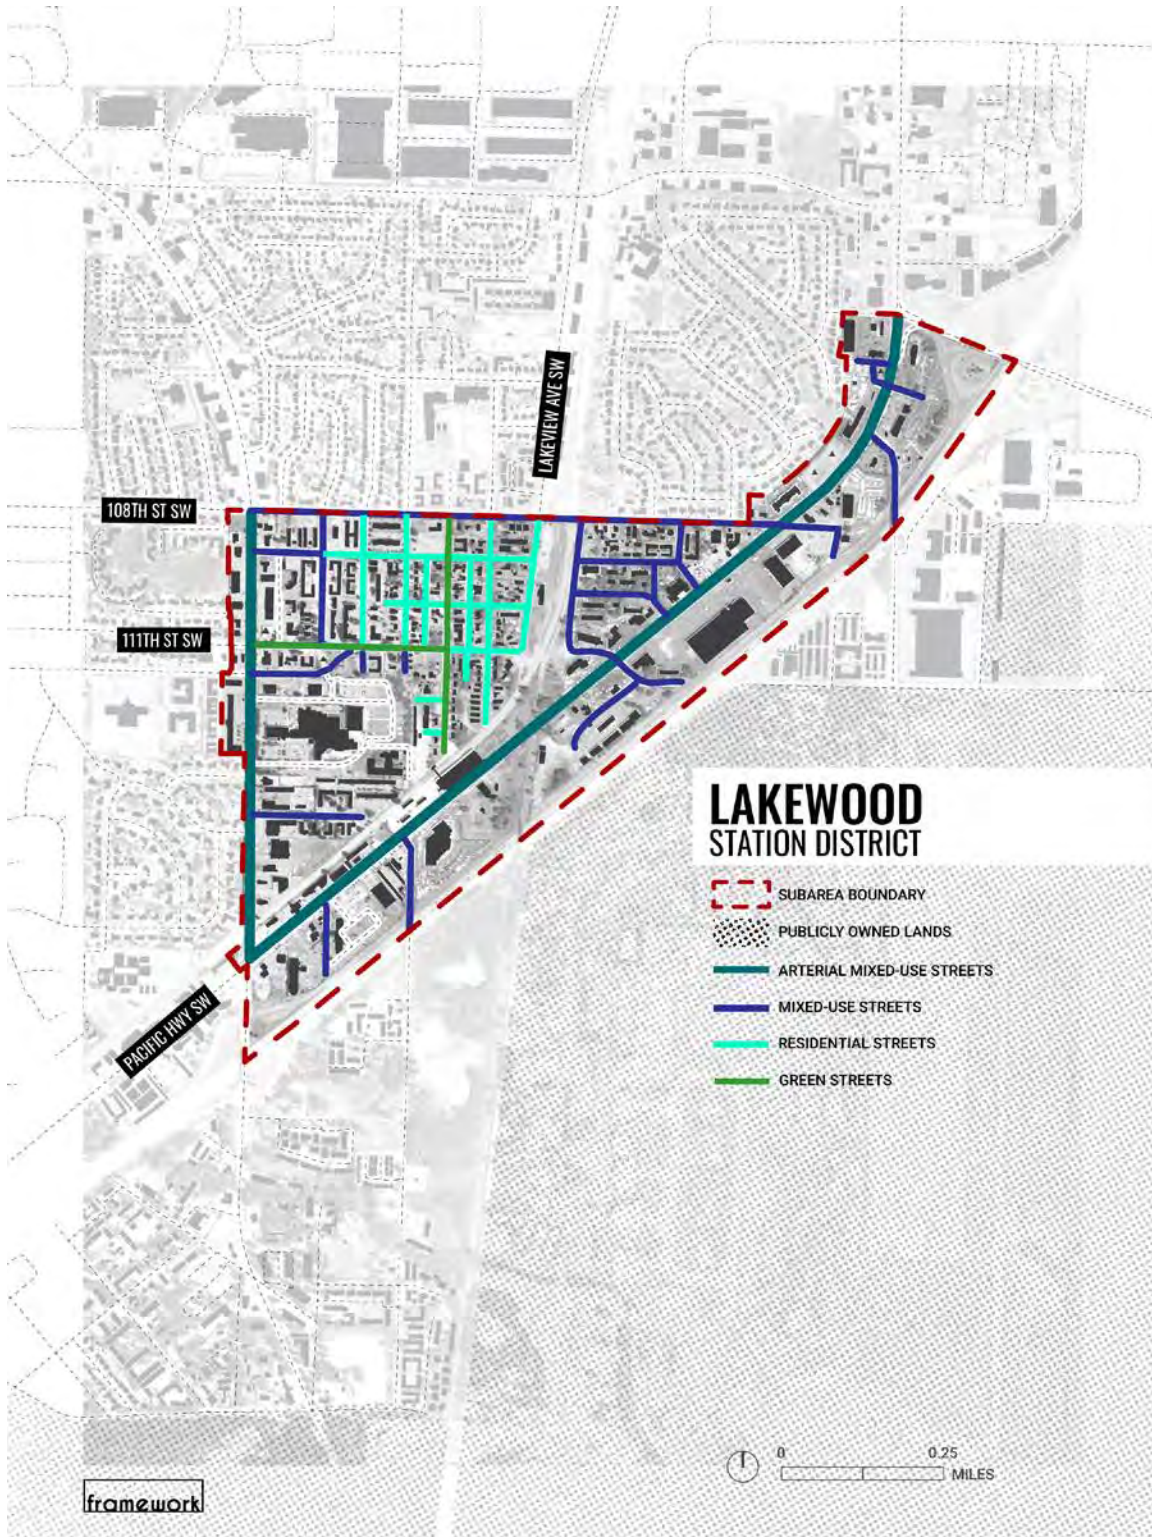 LAKEVIEW AVE SW
108TH ST SW
111TH ST SW
PACIFIC HWY SW
LAKEWOOD
STATION DISTRICT
SUBAREA BOUNDARY
PUBLICLY OWNED LANDS
ARTERIAL MIXED-USE STREETS
MIXED-USE STREETS
RESIDENTIAL STREETS
GREEN STREETS
0 0.25
MILES
framework